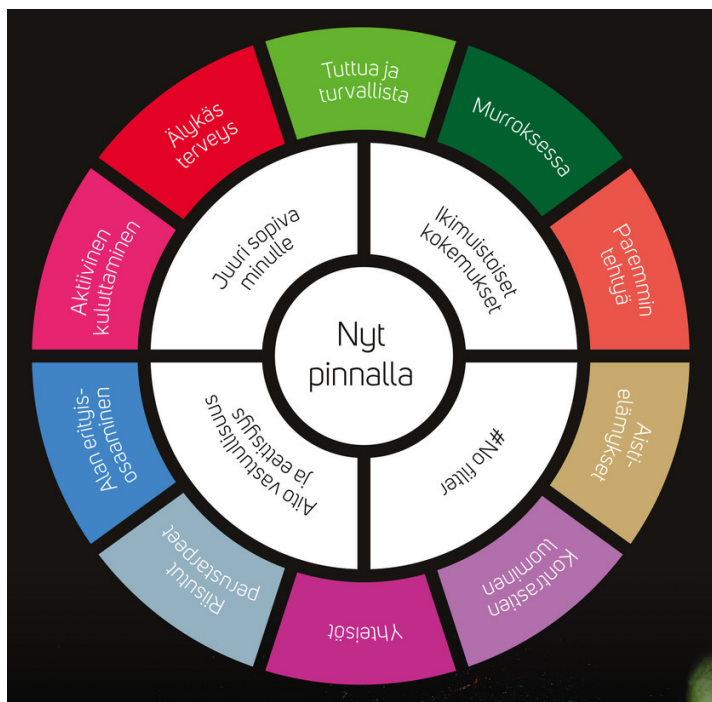 Tuttua ja
turvallista
Murroksessa
Paremmin
tehtyä
Aisti-
elämykset
Kontrastien
luominen
Yhteisöt
Riisutut
perustarpeet
Alan erityis-
osaaminen
Aktiivinen
kuluttaminen
Älykäs
terveys
Juuri sopiva
minulle
Ikimuistoiset
kokemukset
#No filter
Aito vastuullisuus
ja eettisyys
Nyt
pinnalla